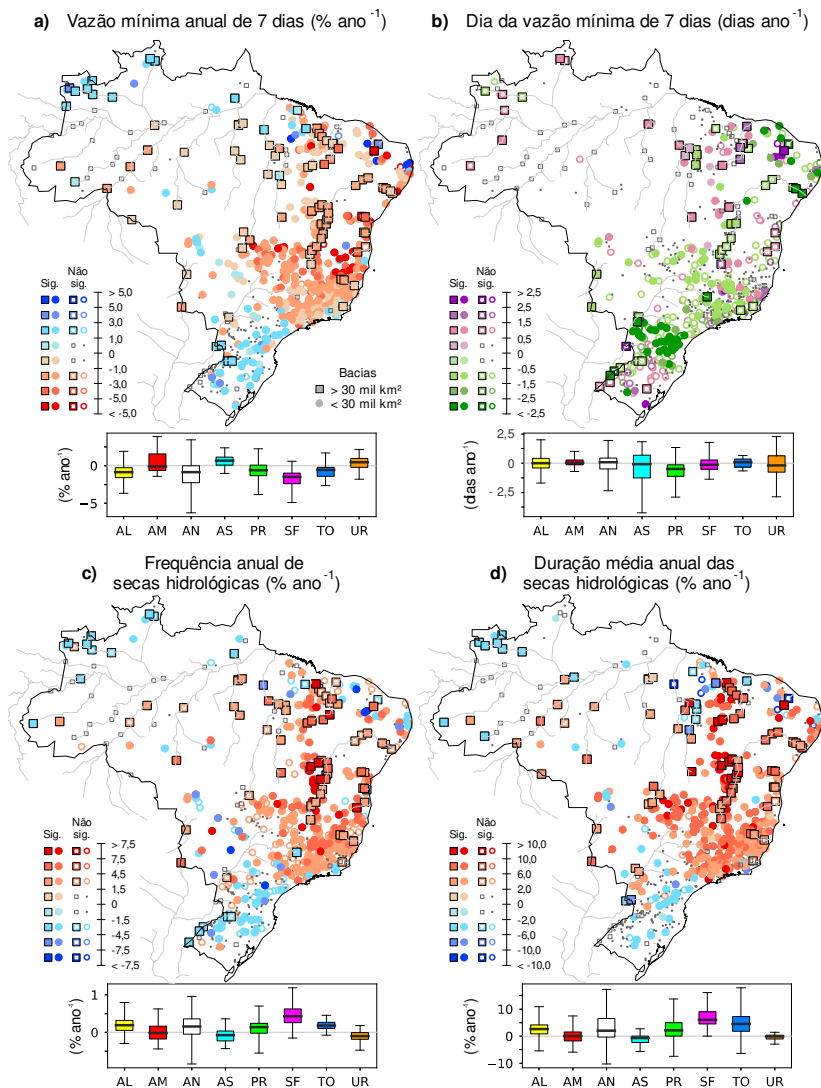 a) Vazão mínima anual de 7 dias (% ano⁻¹)
b) Dia da vazão mínima de 7 dias (dias ano⁻¹)
Sig. Não sig.
> 5,0
5,0
3,0
1,0
0
-1,0
-3,0
-5,0
< -5,0
Bacias
> 30 mil km²
< 30 mil km²
Sig. Não sig.
> 2,5
2,5
1,5
0,5
0
-0,5
-1,5
-2,5
< -2,5
(% ano⁻¹)
0
−5
AL AM AN AS PR SF TO UR
(dias ano⁻¹)
2,5
0
- 2,5
AL AM AN AS PR SF TO UR
c) Frequência anual de
secas hidrológicas (% ano⁻¹)
d) Duração média anual das
secas hidrológicas (% ano⁻¹)
Sig. Não sig.
> 7,5
7,5
4,5
1,5
0
-1,5
-4,5
-7,5
< -7,5
Sig. Não sig.
> 10,0
10,0
6,0
2,0
0
-2,0
-6,0
-10,0
< -10,0
(% ano⁻¹)
1
0
AL AM AN AS PR SF TO UR
(% ano⁻¹)
10
0
−10
AL AM AN AS PR SF TO UR